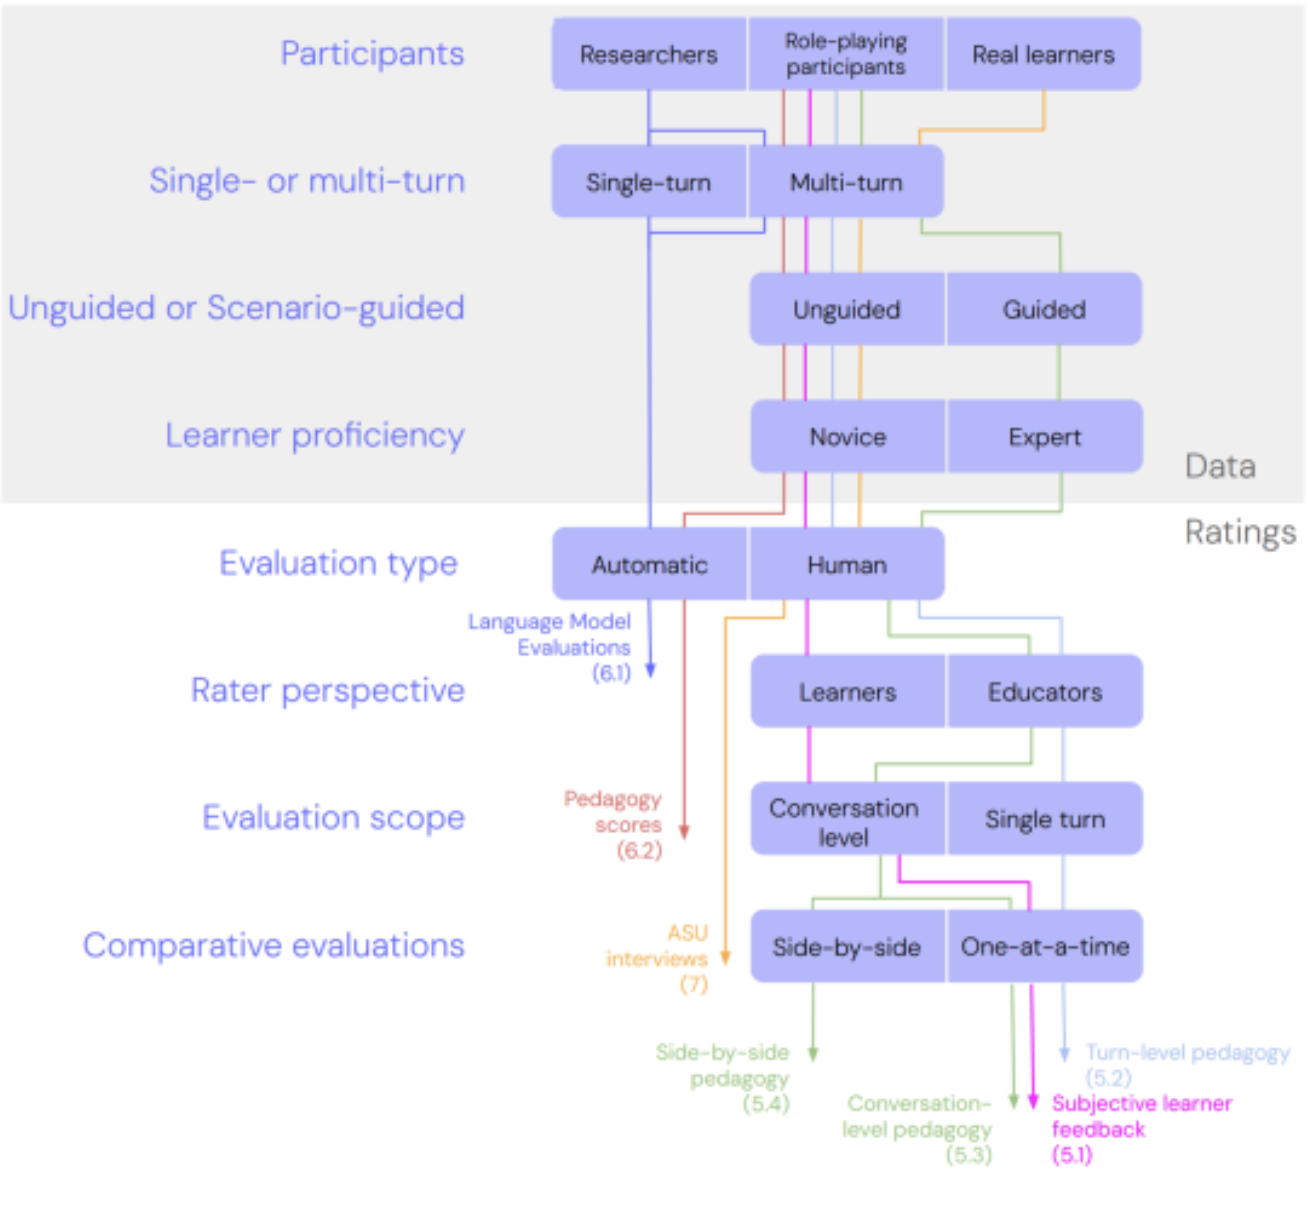 Participants
Researchers
Role-playing
participants
Real learners
Single- or multi-turn
Single-turn
Multi-turn
Unguided or Scenario-guided
Unguided
Guided
Learner proficiency
Novice
Expert
Data
Ratings
Evaluation type
Automatic
Human
Language Model
Evaluations
(6.1)
Rater perspective
Learners
Educators
Pedagogy
scores
(6.2)
Evaluation scope
Conversation
level
Single turn
Comparative evaluations
ASU
interviews
(7)
Side-by-side
One-at-a-time
Side-by-side
pedagogy
(5.4)
Turn-level pedagogy
(5.2)
Conversation-
level pedagogy
(5.3)
Subjective learner
feedback
(5.1)